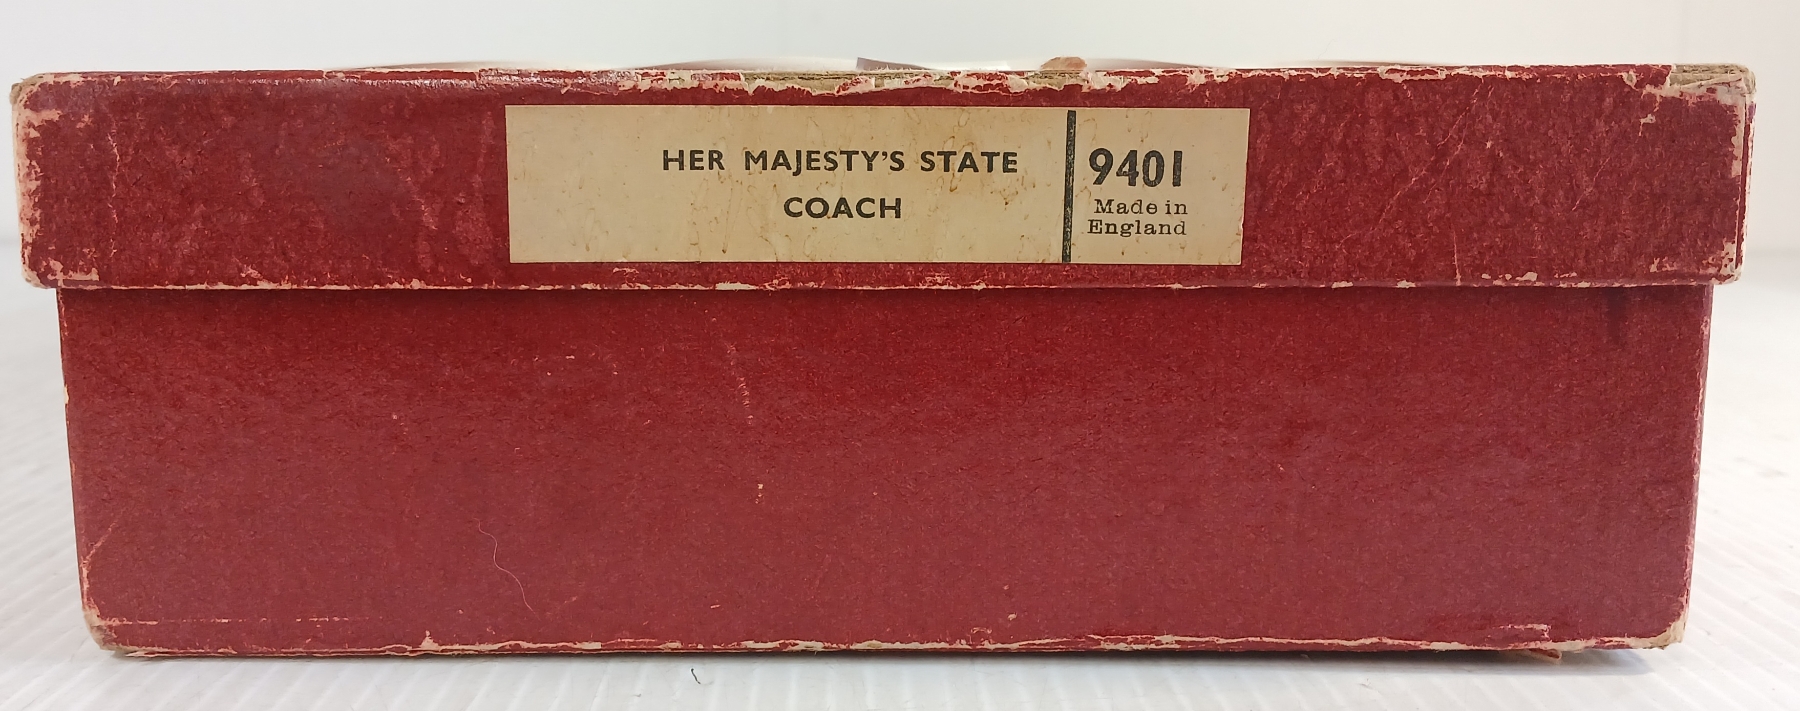 HER MAJESTY'S STATE
COACH
9401
Made in
England